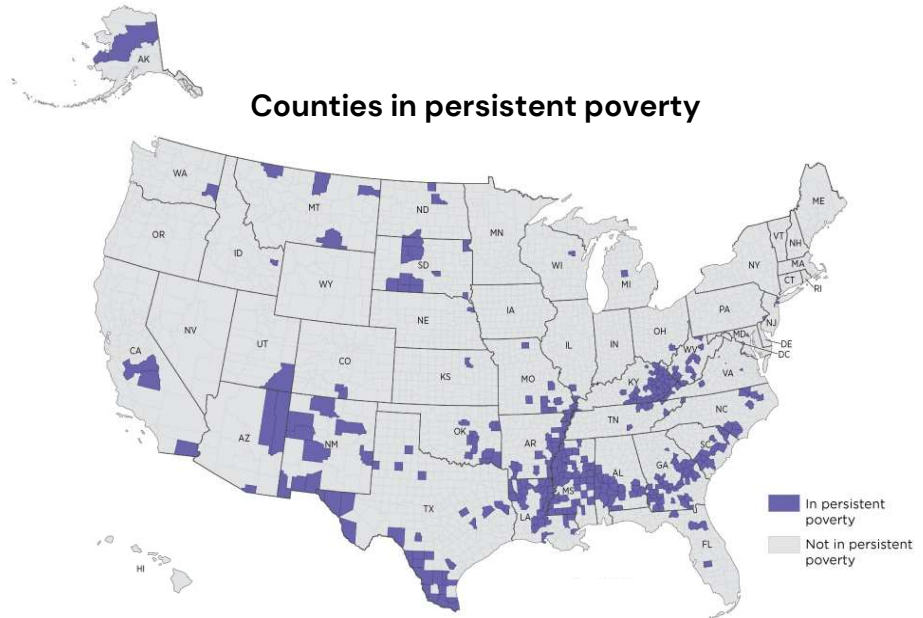 AK
Counties in persistent poverty
WA
MT
ND
MN
ME
OR
ID
SD
WI
MI
VT
NH
NY
MA
CT
RI
WY
IA
NE
PA
NJ
NV
UT
CO
IL
IN
OH
MD
DE
DC
WV
VA
CA
KS
MO
KY
NC
TN
AZ
NM
OK
AR
SC
GA
AL
MS
TX
LA
FL
HI
In persistent
poverty
Not in persistent
poverty